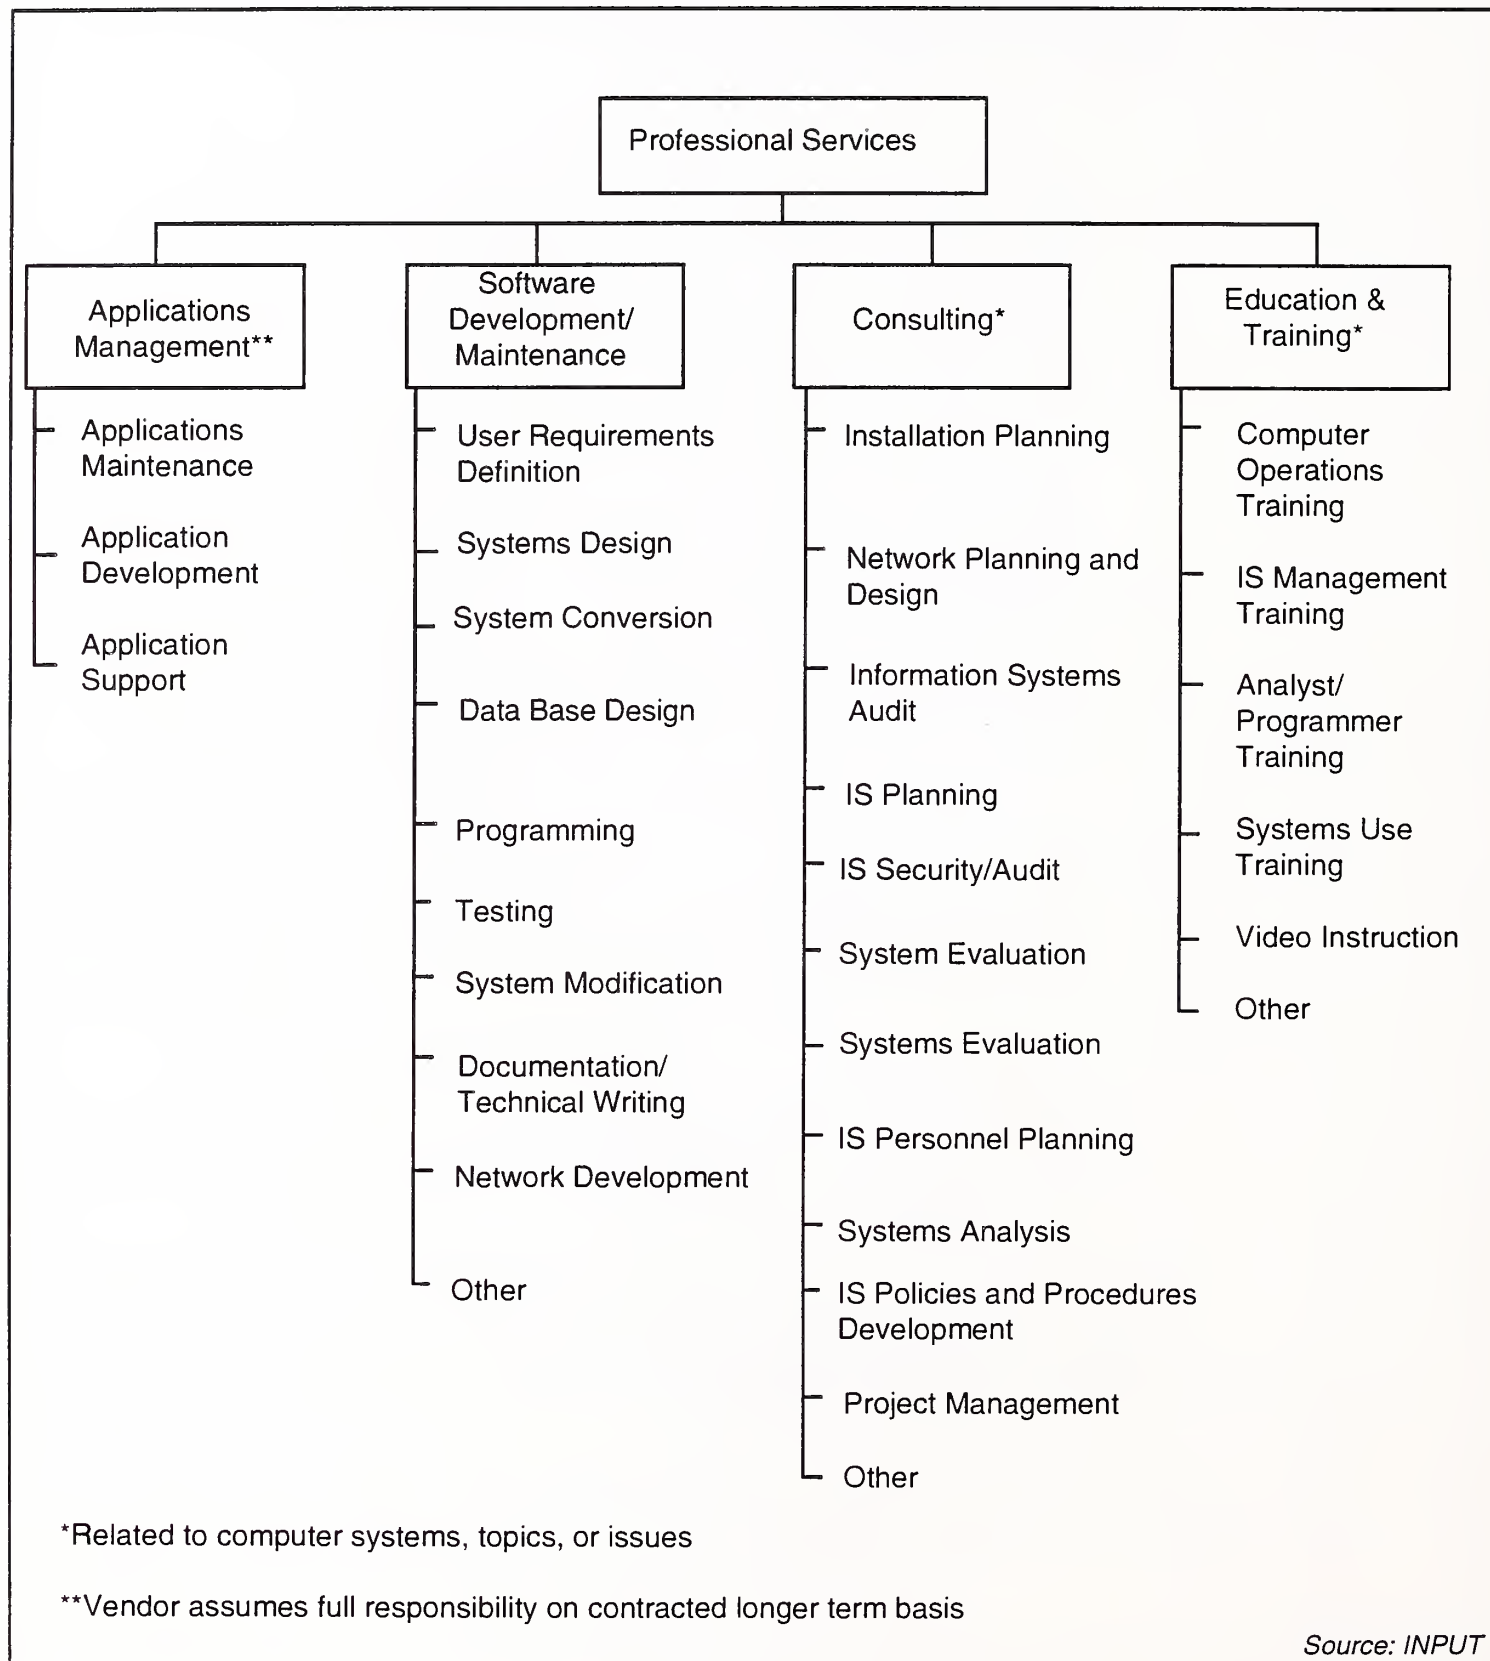 Professional Services
Applications
Management**
Applications
Maintenance
Application
Development
Application
Support
Software
Development/
Maintenance
User Requirements
Definition
Systems Design
System Conversion
Data Base Design
Programming
Testing
System Modification
Documentation/
Technical Writing
Network Development
Other
Consulting*
Installation Planning
Network Planning and
Design
Information Systems
Audit
IS Planning
IS Security/Audit
System Evaluation
Systems Evaluation
IS Personnel Planning
Systems Analysis
IS Policies and Procedures
Development
Project Management
Other
Education &
Training*
Computer
Operations
Training
IS Management
Training
Analyst/
Programmer
Training
Systems Use
Training
Video Instruction
Other
*Related to computer systems, topics, or issues
**Vendor assumes full responsibility on contracted longer term basis
Source: INPUT